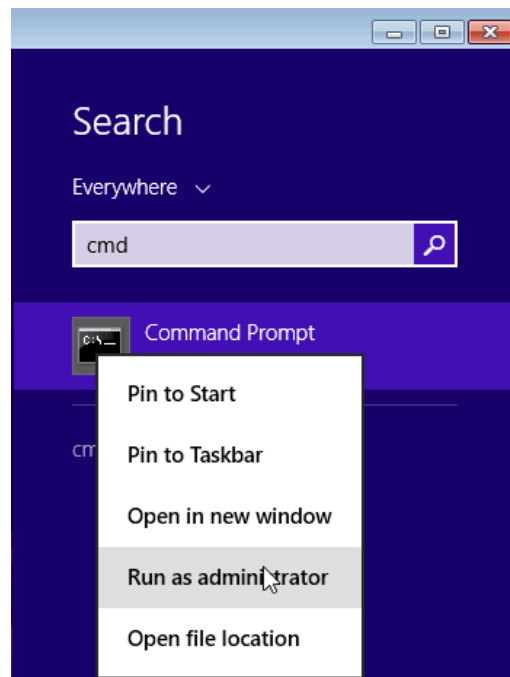 Search
Everywhere
cmd
Command Prompt
Pin to Start
cm
Pin to Taskbar
Open in new window
Run as administrator
Open file location